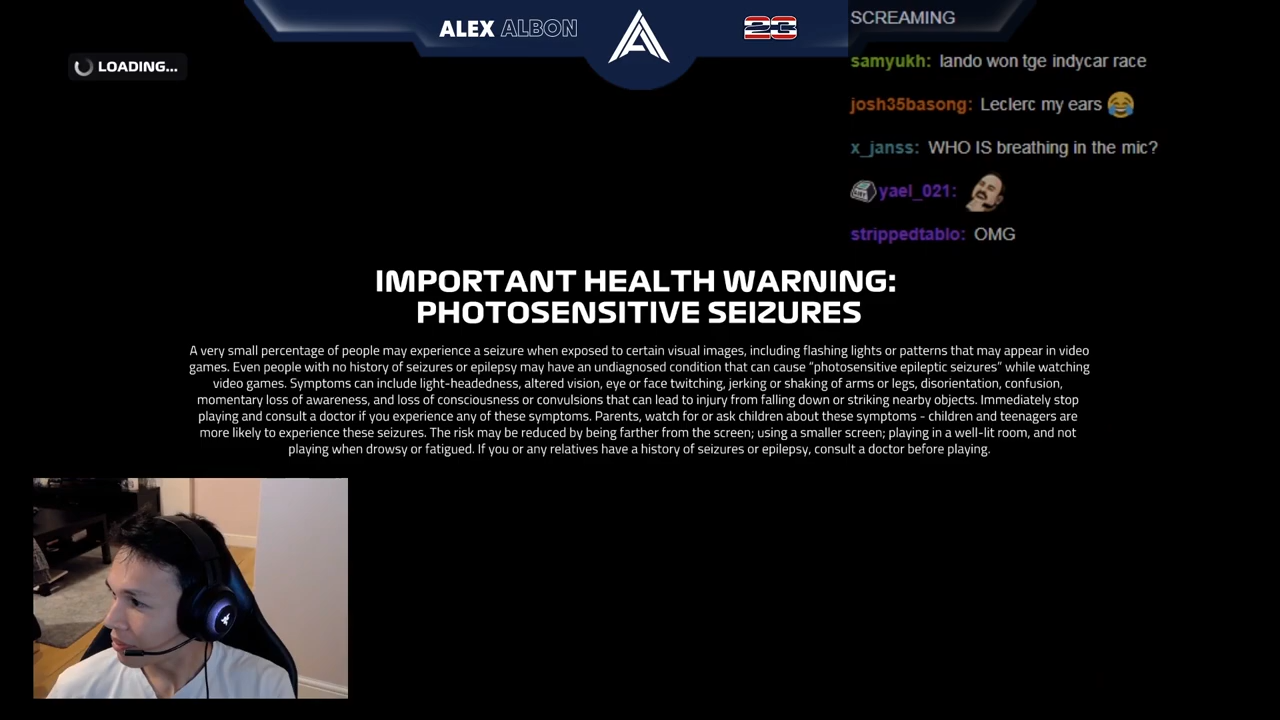 ALEX ALBON
23
SCREAMING
LOADING...
samyukh: lando won tge indycar race
josh35basong: Leclerc my ears 😂
x_janss: WHO IS breathing in the mic?
yael_021:
strippedtablo: OMG
IMPORTANT HEALTH WARNING:
PHOTOSENSITIVE SEIZURES
A very small percentage of people may experience a seizure when exposed to certain visual images, including flashing lights or patterns that may appear in video
games. Even people with no history of seizures or epilepsy may have an undiagnosed condition that can cause “photosensitive epileptic seizures” while watching
video games. Symptoms can include light-headedness, altered vision, eye or face twitching, jerking or shaking of arms or legs, disorientation, confusion,
momentary loss of awareness, and loss of consciousness or convulsions that can lead to injury from falling down or striking nearby objects. Immediately stop
playing and consult a doctor if you experience any of these symptoms. Parents, watch for or ask children about these symptoms - children and teenagers are
more likely to experience these seizures. The risk may be reduced by being farther from the screen; using a smaller screen; playing in a well-lit room, and not
playing when drowsy or fatigued. If you or any relatives have a history of seizures or epilepsy, consult a doctor before playing.